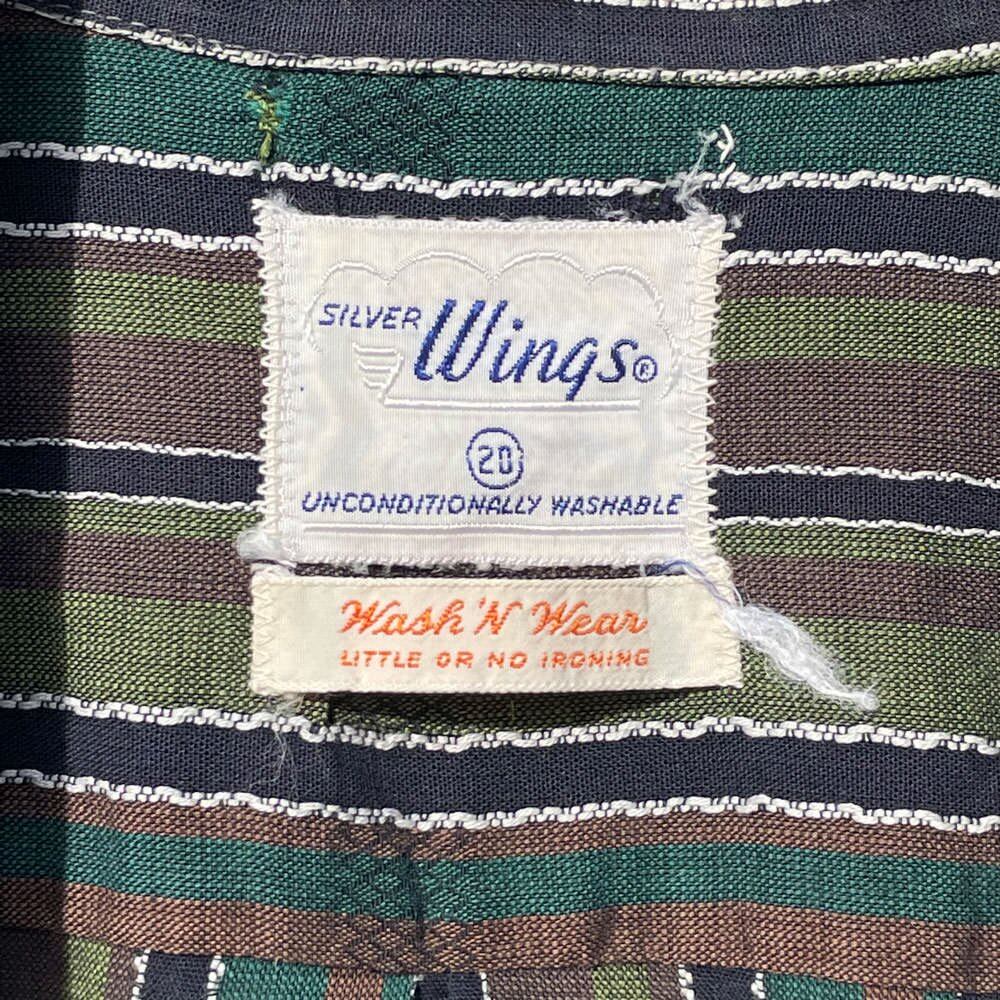 SILVER Wings®
20
UNCONDITIONALLY WASHABLE
Wash 'N Wear
LITTLE OR NO IRONING